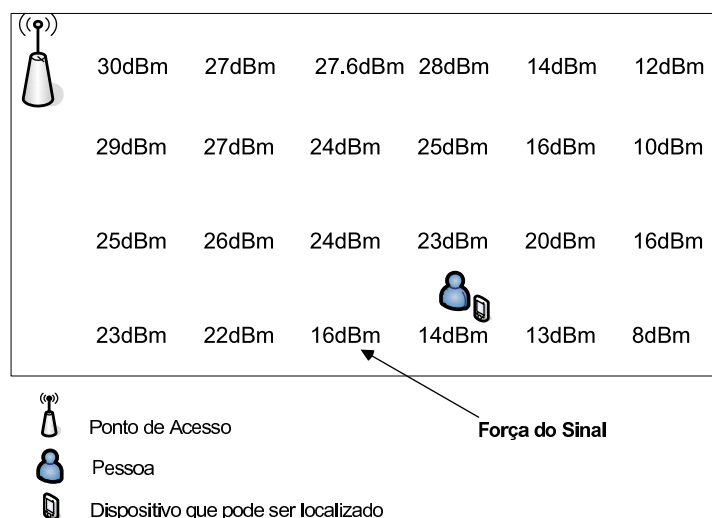 30dBm 27dBm 27.6dBm 28dBm 14dBm 12dBm
29dBm 27dBm 24dBm 25dBm 16dBm 10dBm
25dBm 26dBm 24dBm 23dBm 20dBm 16dBm
23dBm 22dBm 16dBm 14dBm 13dBm 8dBm
Ponto de Acesso
Força do Sinal
Pessoa
Dispositivo que pode ser localizado